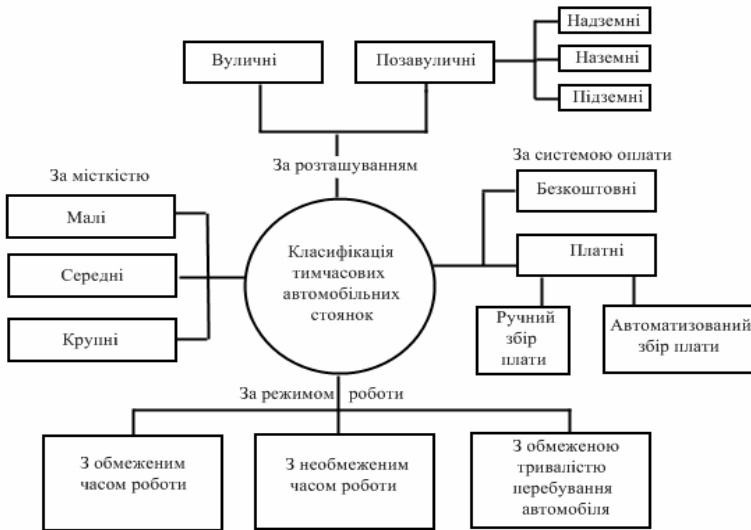 Надземні
Вуличні
Позавуличні
Наземні
Підземні
За розташуванням
За системою оплати
За місткістю
Безкоштовні
Малі
Класифікація
тимчасових
автомобільних
стоянок
Платні
Середні
Ручний
збір
плати
Автоматизований
збір плати
Крупні
За режимом роботи
З обмеженим
часом роботи
З необмеженим
часом роботи
З обмеженою
тривалістю
перебування
автомобіля